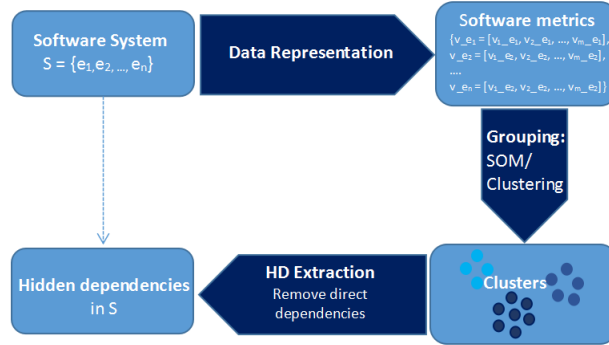 Software System
S = {e₁,e₂, ..., eₙ}
Data Representation
Software metrics
{v_e₁ = [v₁_e₁, v₂_e₁, ..., vₘ_e₁],
v_e₂ = [v₁_e₂, v₂_e₂, ..., vₘ_e₂],
....
v_eₙ = [v₁_e₂, v₂_e₂, ..., vₘ_e₂]}
Grouping:
SOM/
Clustering
Clusters
HD Extraction
Remove direct
dependencies
Hidden dependencies
in S